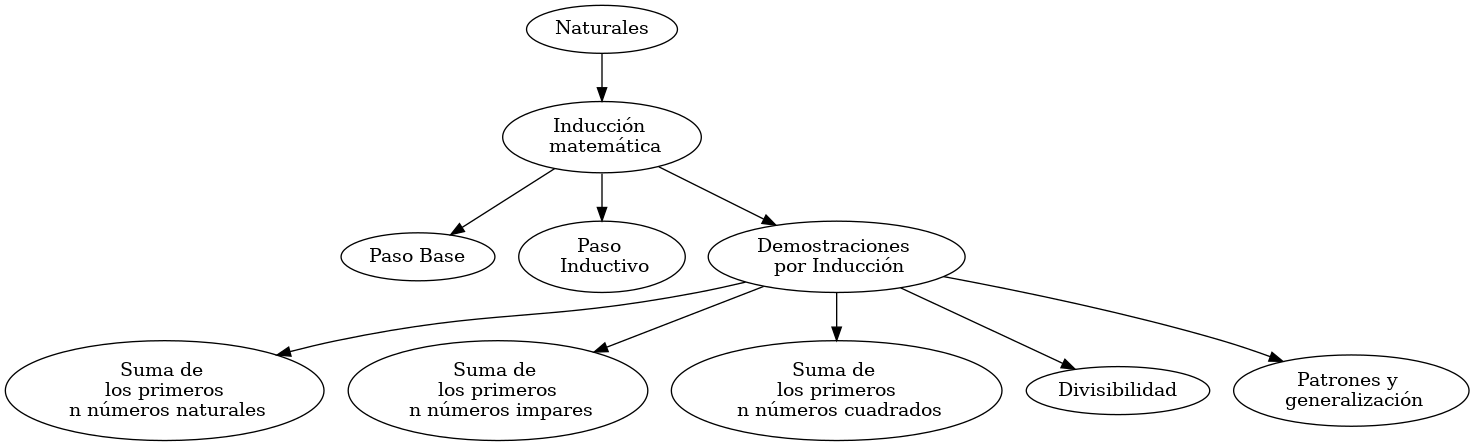 Naturales
Inducción
matemática
Paso Base
Paso
Inductivo
Demostraciones
por Inducción
Suma de
los primeros
n números naturales
Suma de
los primeros
n números impares
Suma de
los primeros
n números cuadrados
Divisibilidad
Patrones y
generalización